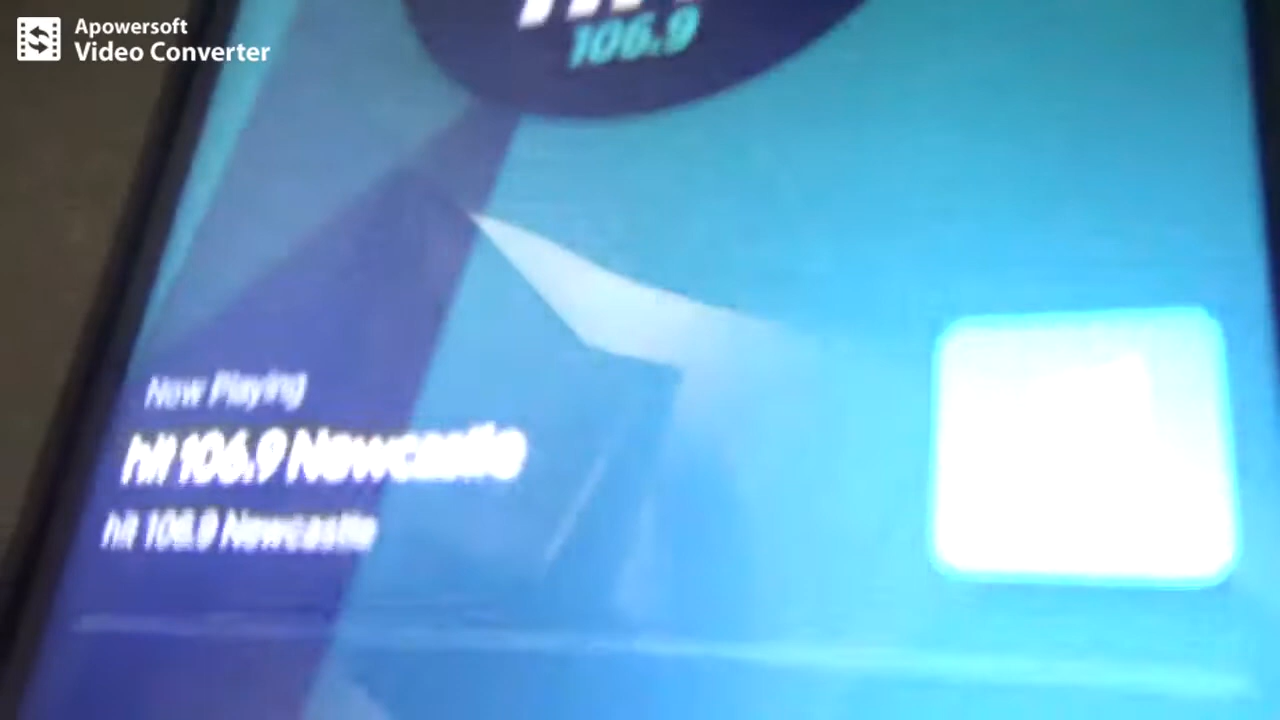 Apowersoft
Video Converter
106.9
Now Playing
hit 106.9 Newcastle
hit 106.9 Newcastle